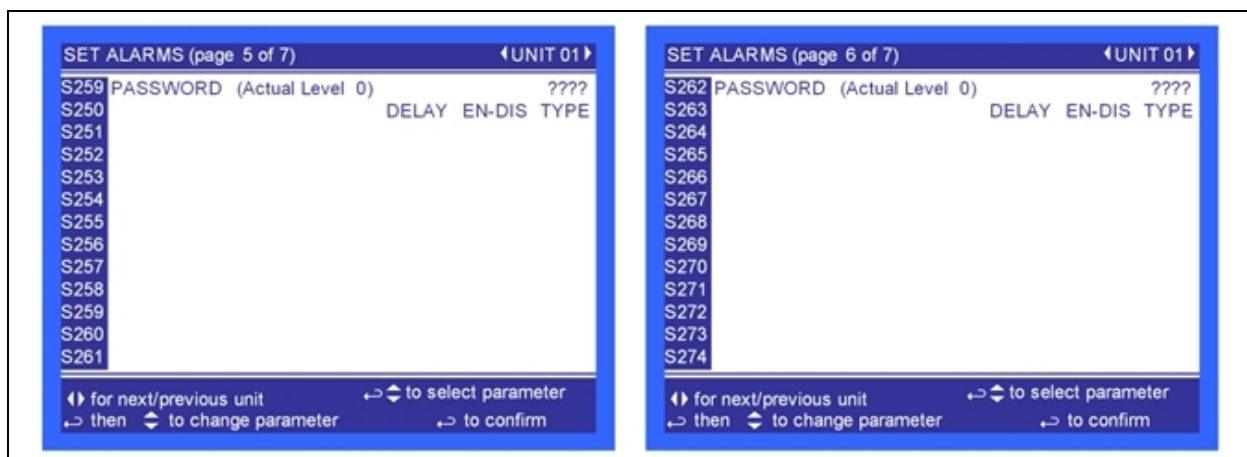 SET ALARMS (page 5 of 7) UNIT 01
S259 PASSWORD (Actual Level 0) ????
S250 DELAY EN-DIS TYPE
S251
S252
S253
S254
S255
S256
S257
S258
S259
S260
S261
for next/previous unit to select parameter
then to change parameter to confirm
SET ALARMS (page 6 of 7) UNIT 01
S262 PASSWORD (Actual Level 0) ????
S263 DELAY EN-DIS TYPE
S264
S265
S266
S267
S268
S269
S270
S271
S272
S273
S274
for next/previous unit to select parameter
then to change parameter to confirm